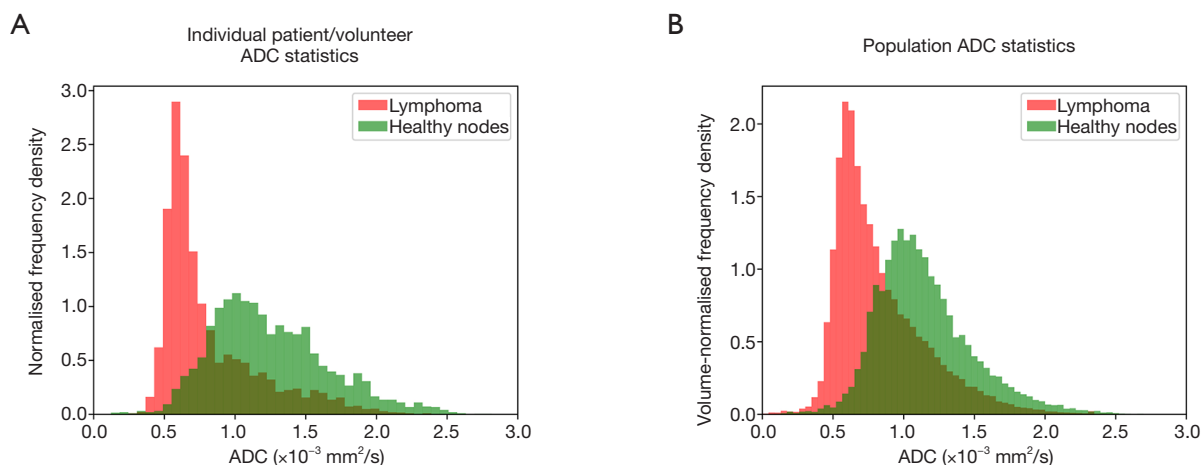 A
Individual patient/volunteer
ADC statistics
Normalised frequency density
3.0
2.5
2.0
1.5
1.0
0.5
0.0
Lymphoma
Healthy nodes
0.0 0.5 1.0 1.5 2.0 2.5 3.0
ADC (×10⁻³ mm²/s)
B
Population ADC statistics
Volume-normalised frequency density
2.0
1.5
1.0
0.5
0.0
Lymphoma
Healthy nodes
0.0 0.5 1.0 1.5 2.0 2.5 3.0
ADC (×10⁻³ mm²/s)